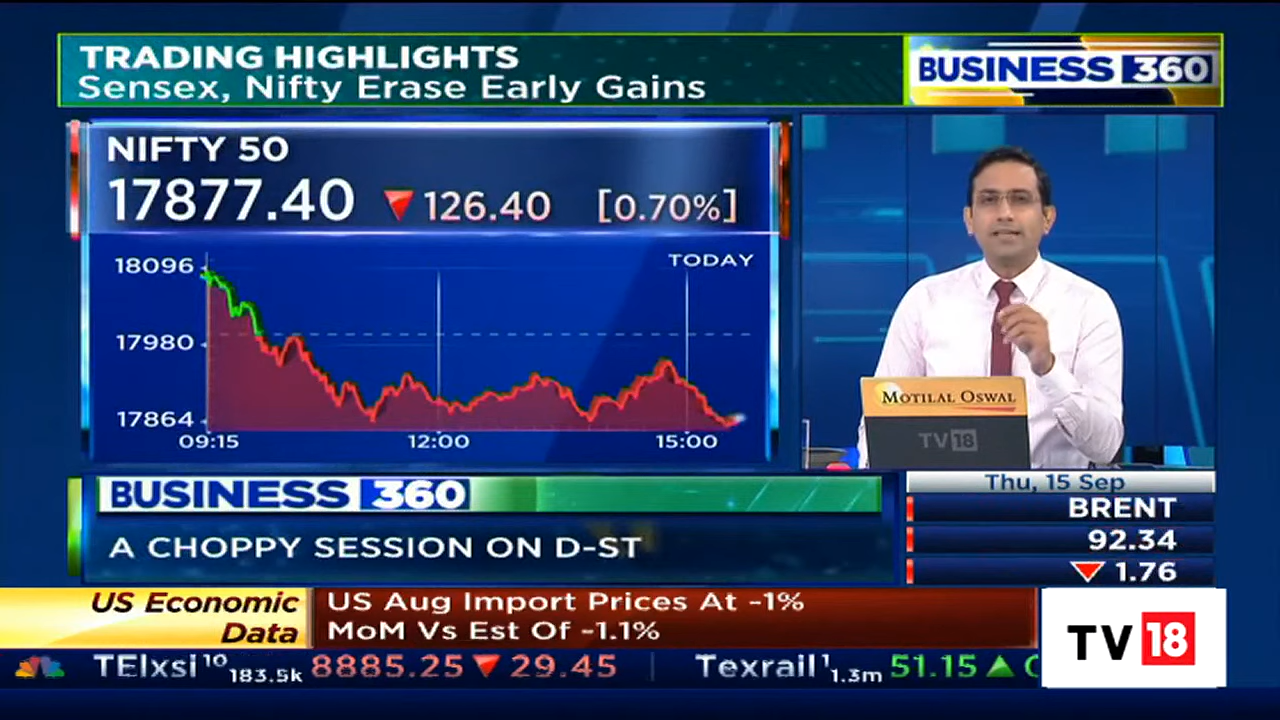 TRADING HIGHLIGHTS
Sensex, Nifty Erase Early Gains
BUSINESS 360
NIFTY 50
17877.40 ▼ 126.40 [0.70%]
TODAY
18096
17980
17864
09:15 12:00 15:00
MOTILAL OSWAL
TV18
BUSINESS 360
A CHOPPY SESSION ON D-ST
Thu, 15 Sep
BRENT
92.34
▼ 1.76
US Economic
Data
US Aug Import Prices At -1%
MoM Vs Est Of -1.1%
TElxsi 10 183.5k 8885.25 ▼ 29.45 Texrail 1 1.3m 51.15 ▲
TV18